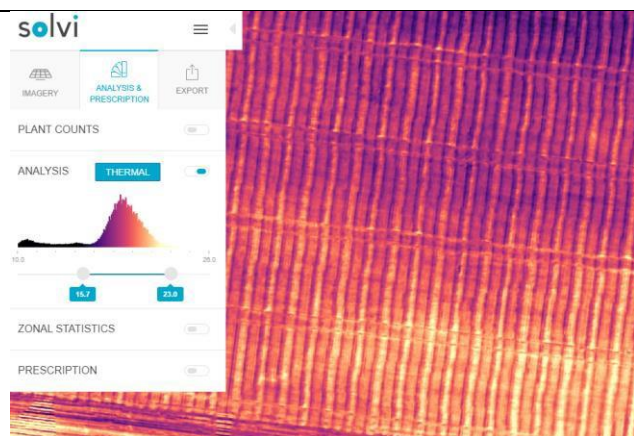 solvi
IMAGERY
ANALYSIS &
PRESCRIPTION
EXPORT
PLANT COUNTS
ANALYSIS
THERMAL
10.0
26.0
15.7
23.0
ZONAL STATISTICS
PRESCRIPTION